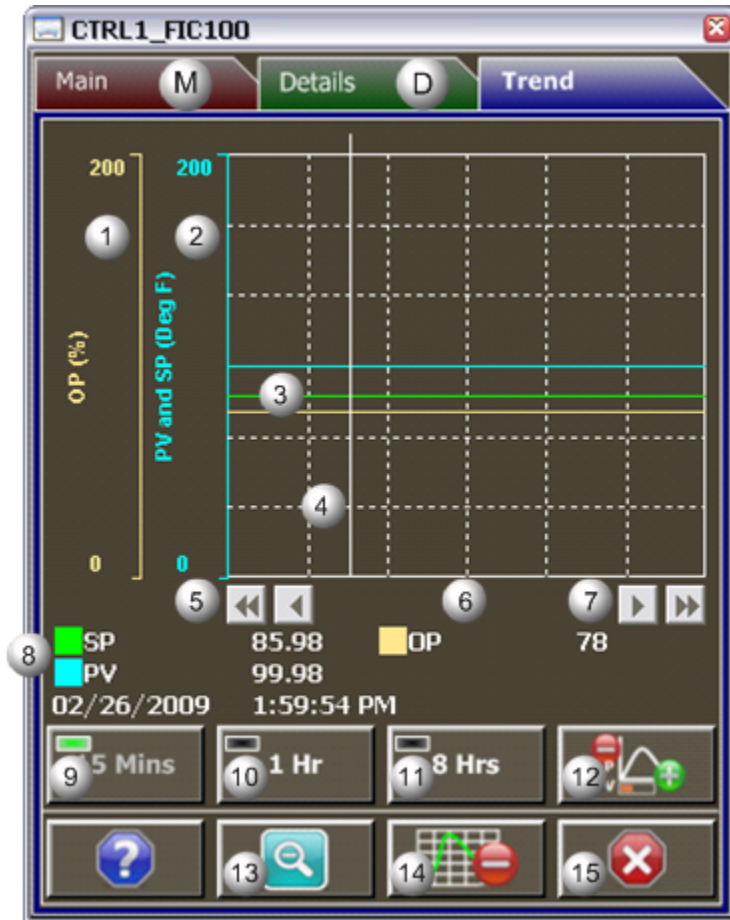 CTRL1_FIC100
Main M Details D Trend
200 200
1 2
OP (%)
PV and SP (Deg F)
3
4
0 0
5 6 7
8 SP 85.98 OP 78
PV 99.98
02/26/2009 1:59:54 PM
9 5 Mins 10 1 Hr 11 8 Hrs 12
? 13 14 15